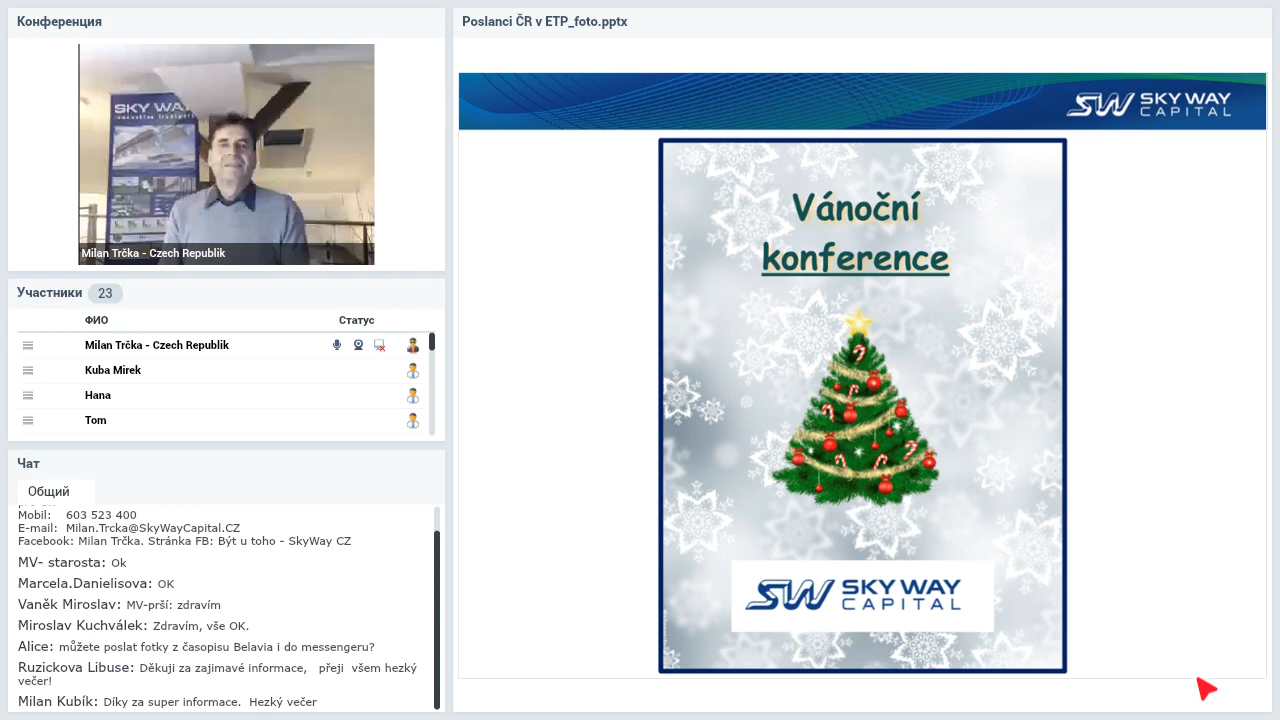 Конференция
SKY WAY
Milan Trčka - Czech Republik
Участники 23
ФИО Статус
Milan Trčka - Czech Republik
Kuba Mirek
Hana
Tom
Чат
Общий
Mobil: 603 523 400
E-mail: Milan.Trcka@SkyWayCapital.CZ
Facebook: Milan Trčka. Stránka FB: Být u toho - SkyWay CZ
MV- starosta: Ok
Marcela.Danielisova: OK
Vaněk Miroslav: MV-prší: zdravím
Miroslav Kuchválek: Zdravím, vše OK.
Alice: můžete poslat fotky z časopisu Belavia i do messengeru?
Ruzickova Libuse: Děkuji za zajimavé informace, přeji všem hezký
večer!
Milan Kubík: Díky za super informace. Hezký večer
Poslanci ČR v ETP_foto.pptx
SW SKY WAY
CAPITAL
Vánoční
konference
SW SKY WAY
CAPITAL